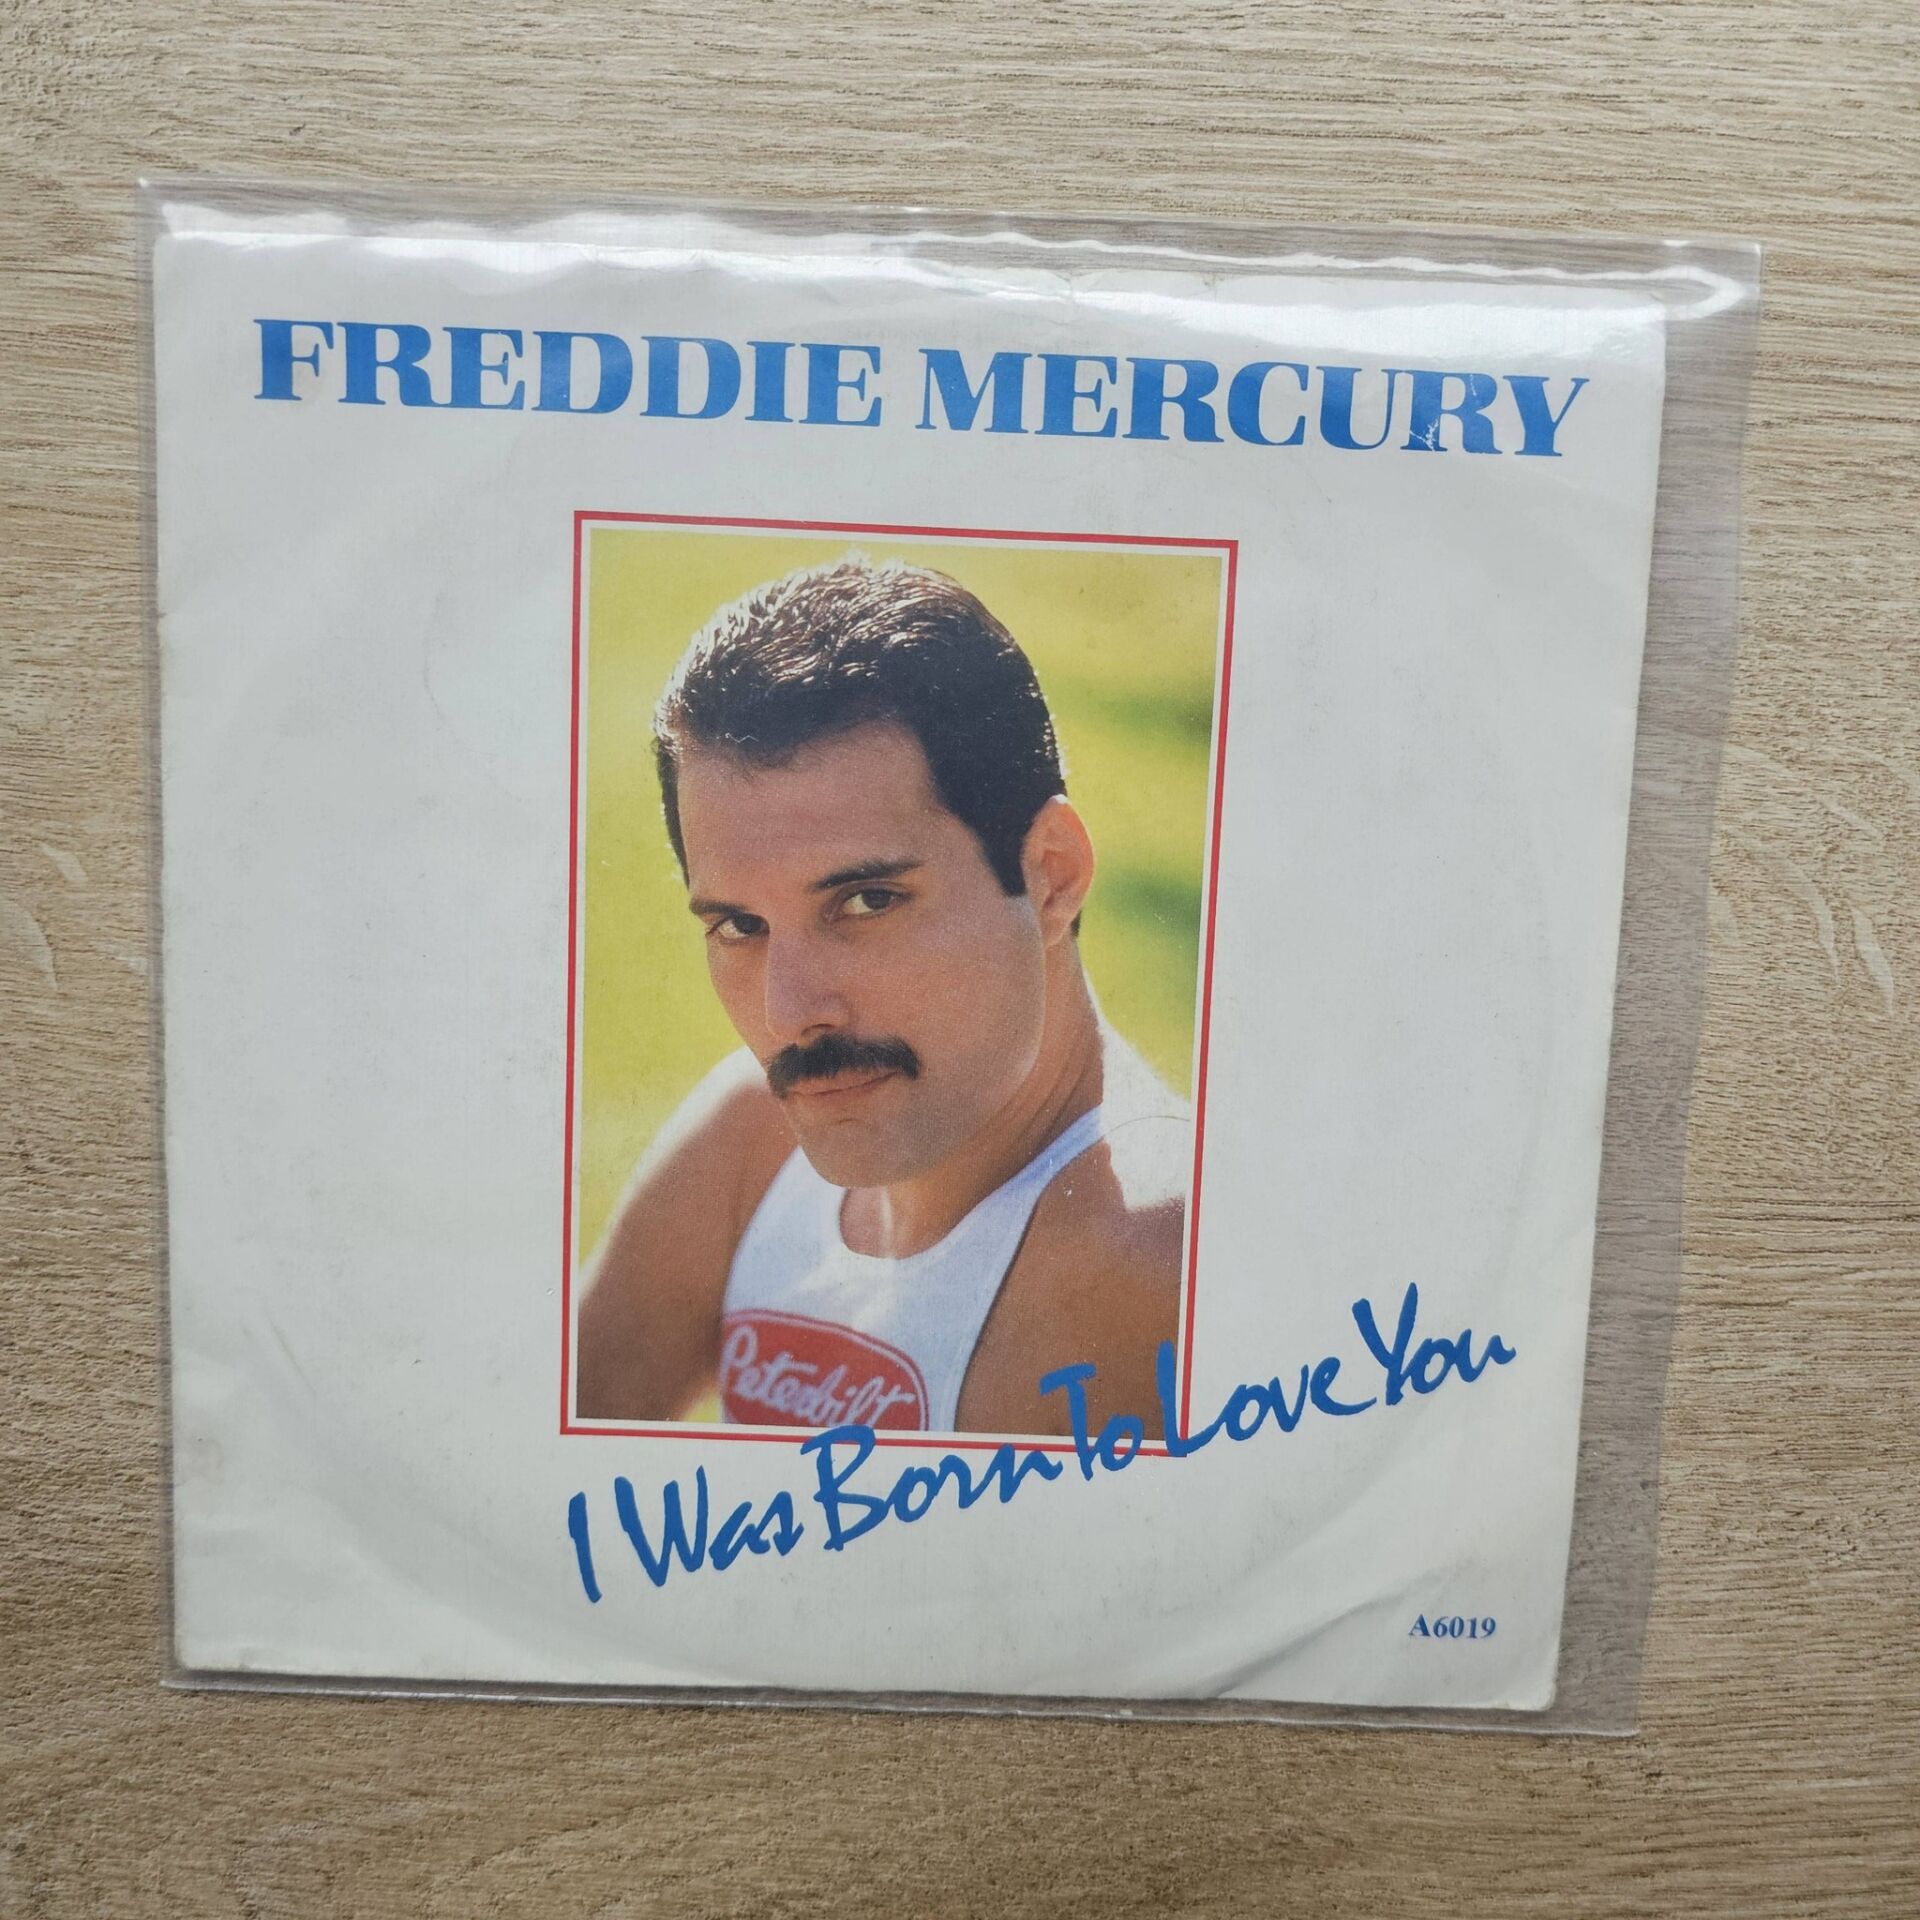 FREDDIE MERCURY
Peterbilt
I Was Born To Love You
A6019